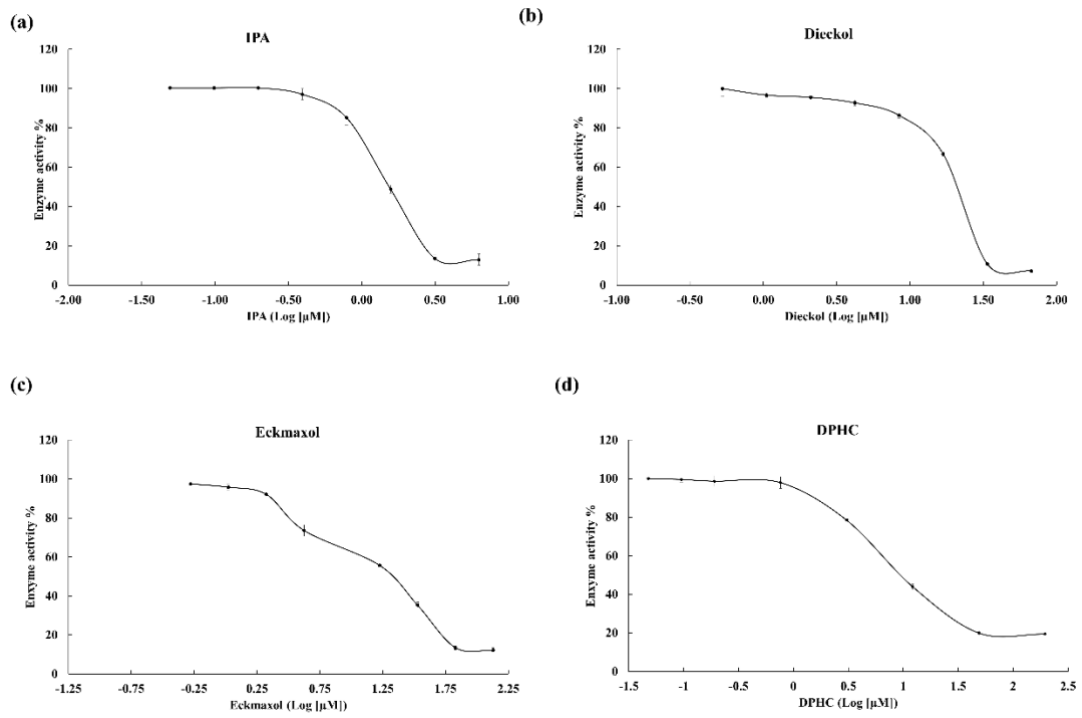 (a)
IPA
120
100
80
60
40
20
0
-2.00 -1.50 -1.00 -0.50 0.00 0.50 1.00
Enzyme activity %
IPA (Log [µM])
(b)
Dieckol
120
100
80
60
40
20
0
-1.00 -0.50 0.00 0.50 1.00 1.50 2.00
Enzyme activity %
Dieckol (Log [µM])
(c)
Eckmaxol
120
100
80
60
40
20
0
-1.25 -0.75 -0.25 0.25 0.75 1.25 1.75 2.25
Enzyme activity %
Eckmaxol (Log [µM])
(d)
DPHC
120
100
80
60
40
20
0
-1.5 -1 -0.5 0 0.5 1 1.5 2 2.5
Enxyme activity %
DPHC (Log [µM])